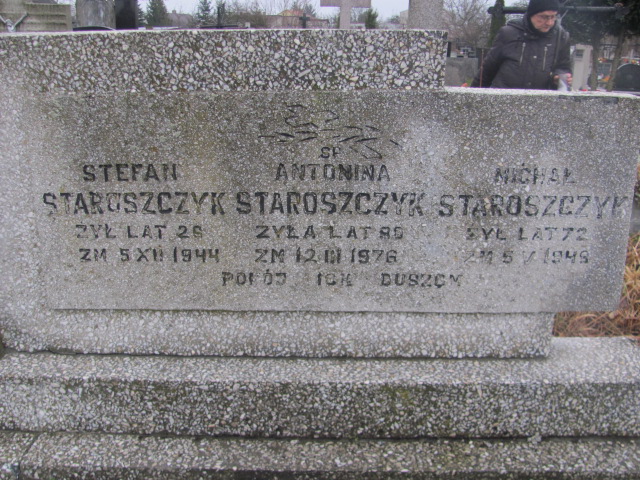 ŚP
STEFAN ANTONINA MICHAŁ
STAROSZCZYK STAROSZCZYK STAROSZCZYK
ŻYŁ LAT 26 ŻYŁA LAT 80 ŻYŁ LAT 72
ZM 5 XII 1944 ZM 12 III 1976 ZM 5 V 1949
POKÓJ ICH DUSZOM